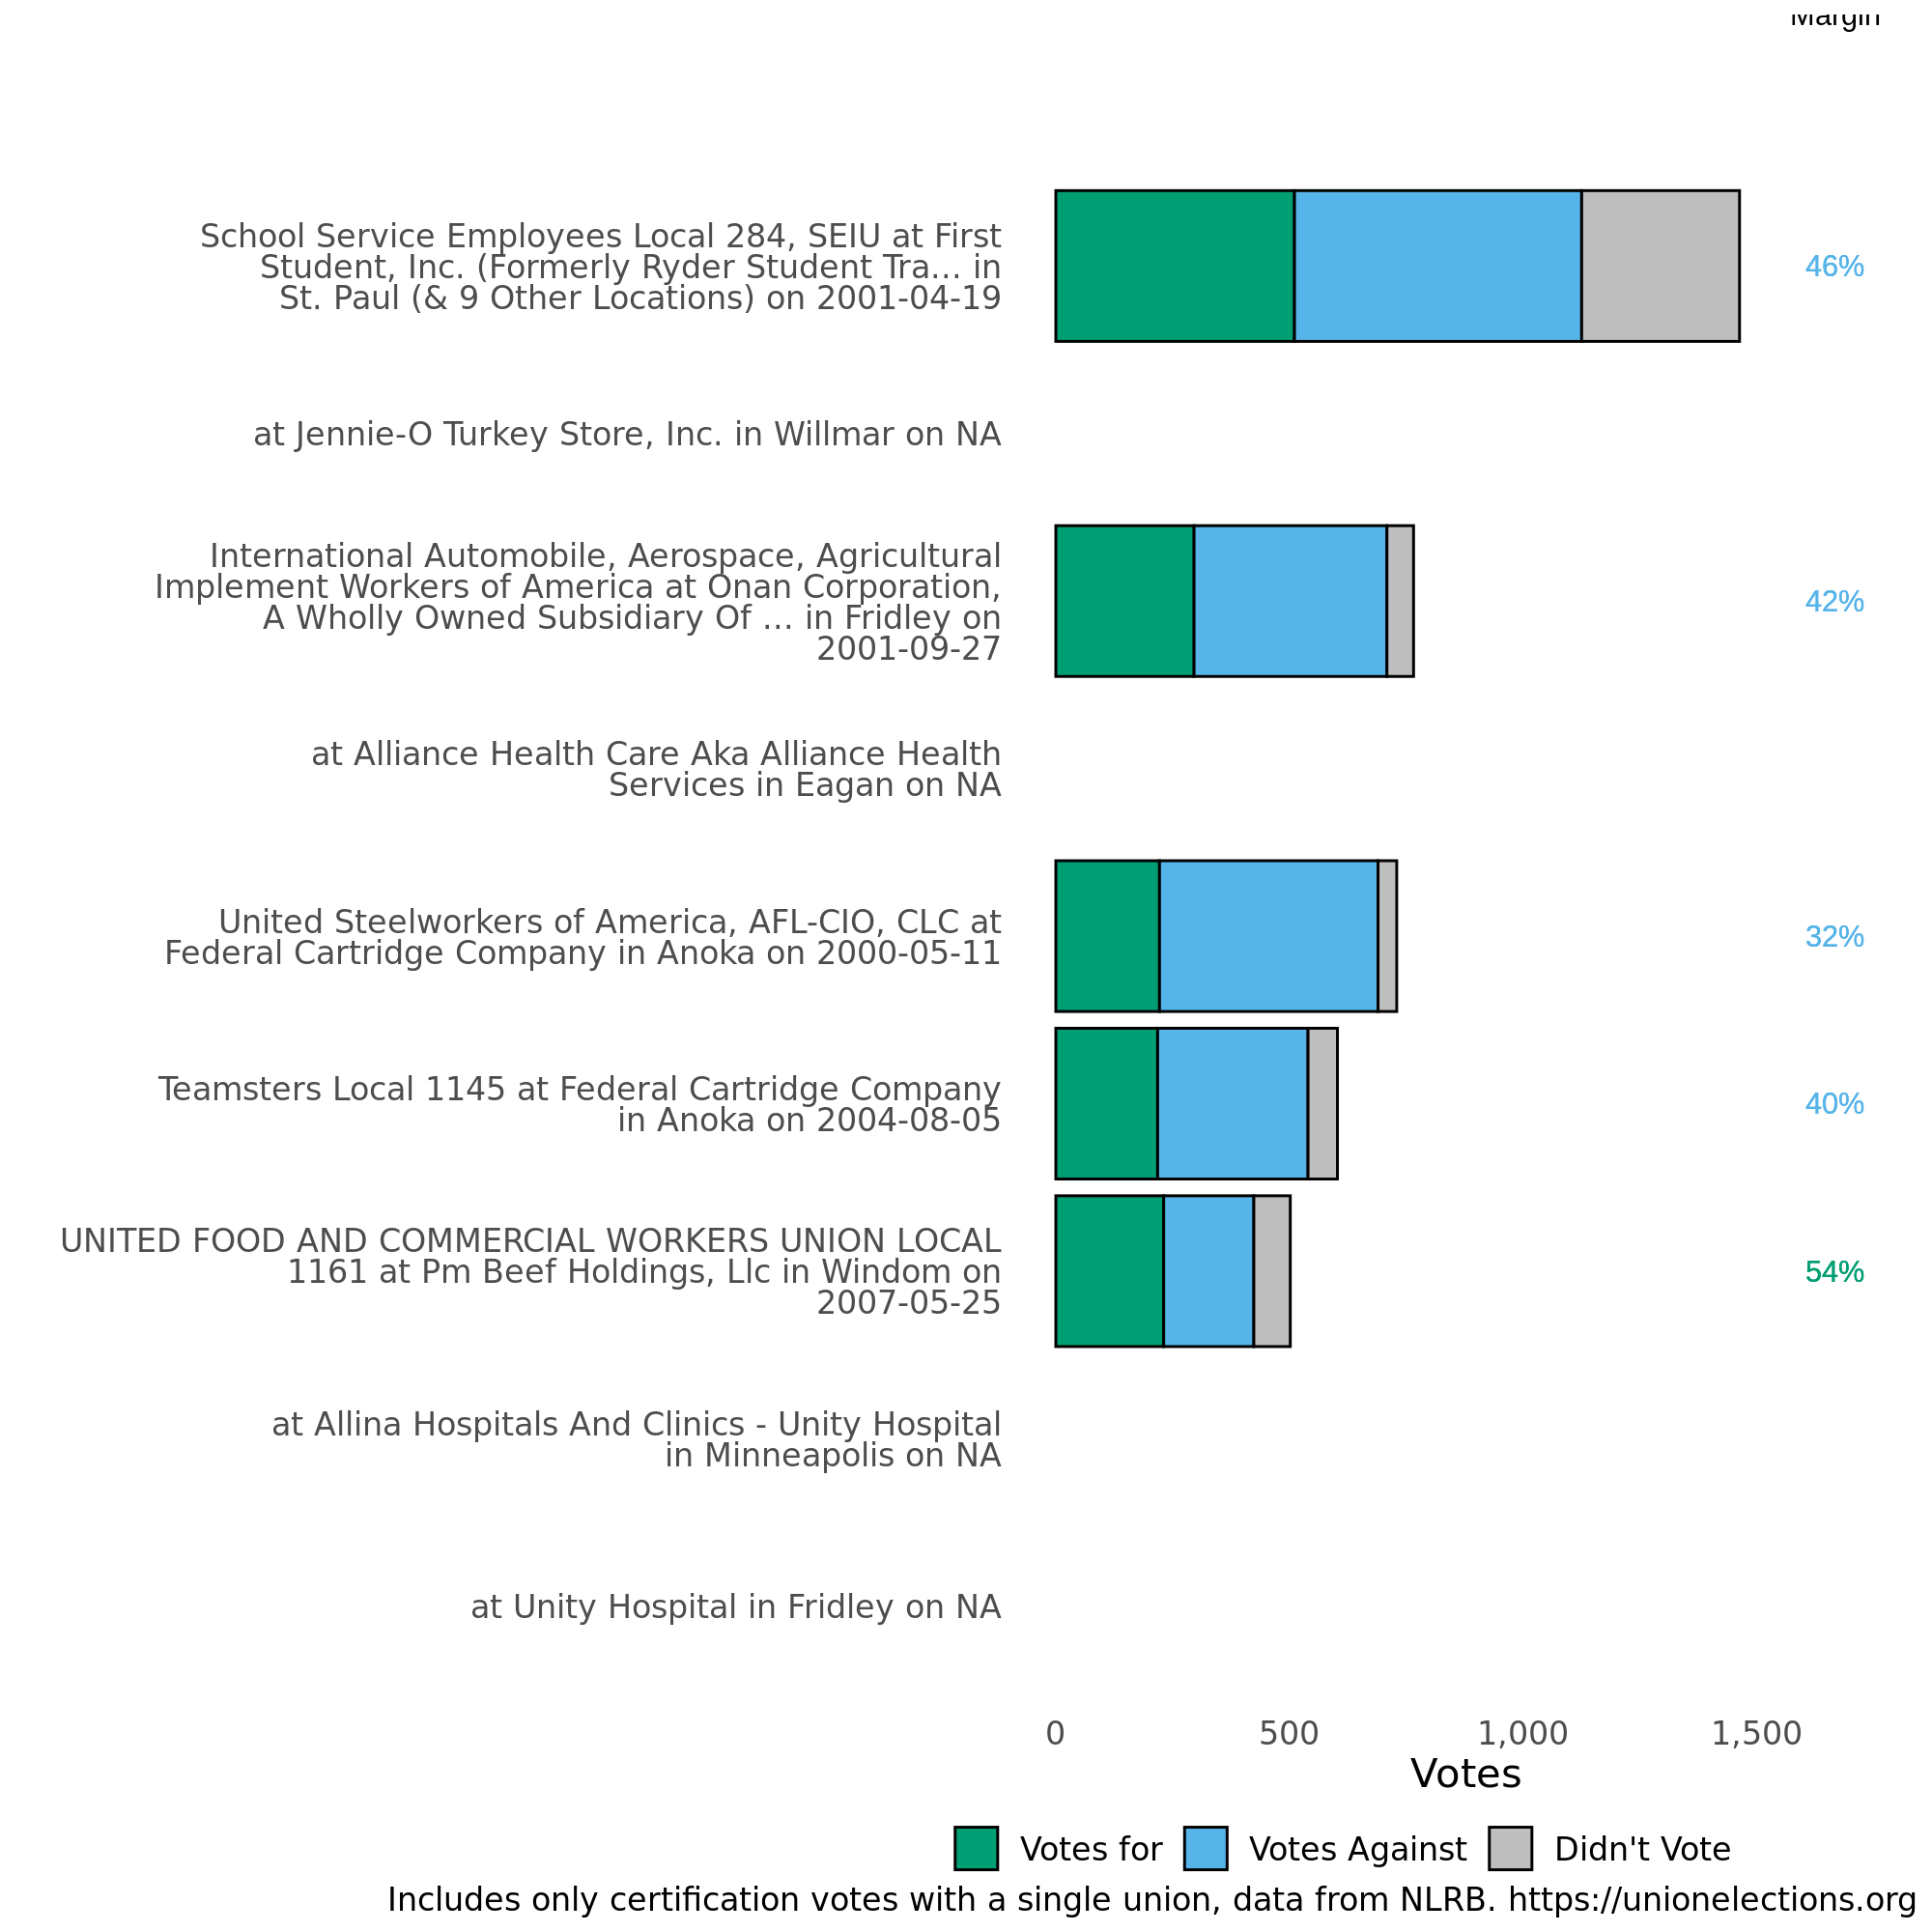 Margin
School Service Employees Local 284, SEIU at First
Student, Inc. (Formerly Ryder Student Tra... in
St. Paul (& 9 Other Locations) on 2001-04-19
46%
at Jennie-O Turkey Store, Inc. in Willmar on NA
International Automobile, Aerospace, Agricultural
Implement Workers of America at Onan Corporation,
A Wholly Owned Subsidiary Of ... in Fridley on
2001-09-27
42%
at Alliance Health Care Aka Alliance Health
Services in Eagan on NA
United Steelworkers of America, AFL-CIO, CLC at
Federal Cartridge Company in Anoka on 2000-05-11
32%
Teamsters Local 1145 at Federal Cartridge Company
in Anoka on 2004-08-05
40%
UNITED FOOD AND COMMERCIAL WORKERS UNION LOCAL
1161 at Pm Beef Holdings, Llc in Windom on
2007-05-25
54%
at Allina Hospitals And Clinics - Unity Hospital
in Minneapolis on NA
at Unity Hospital in Fridley on NA
0 500 1,000 1,500
Votes
Votes for Votes Against Didn't Vote
Includes only certification votes with a single union, data from NLRB. https://unionelections.org